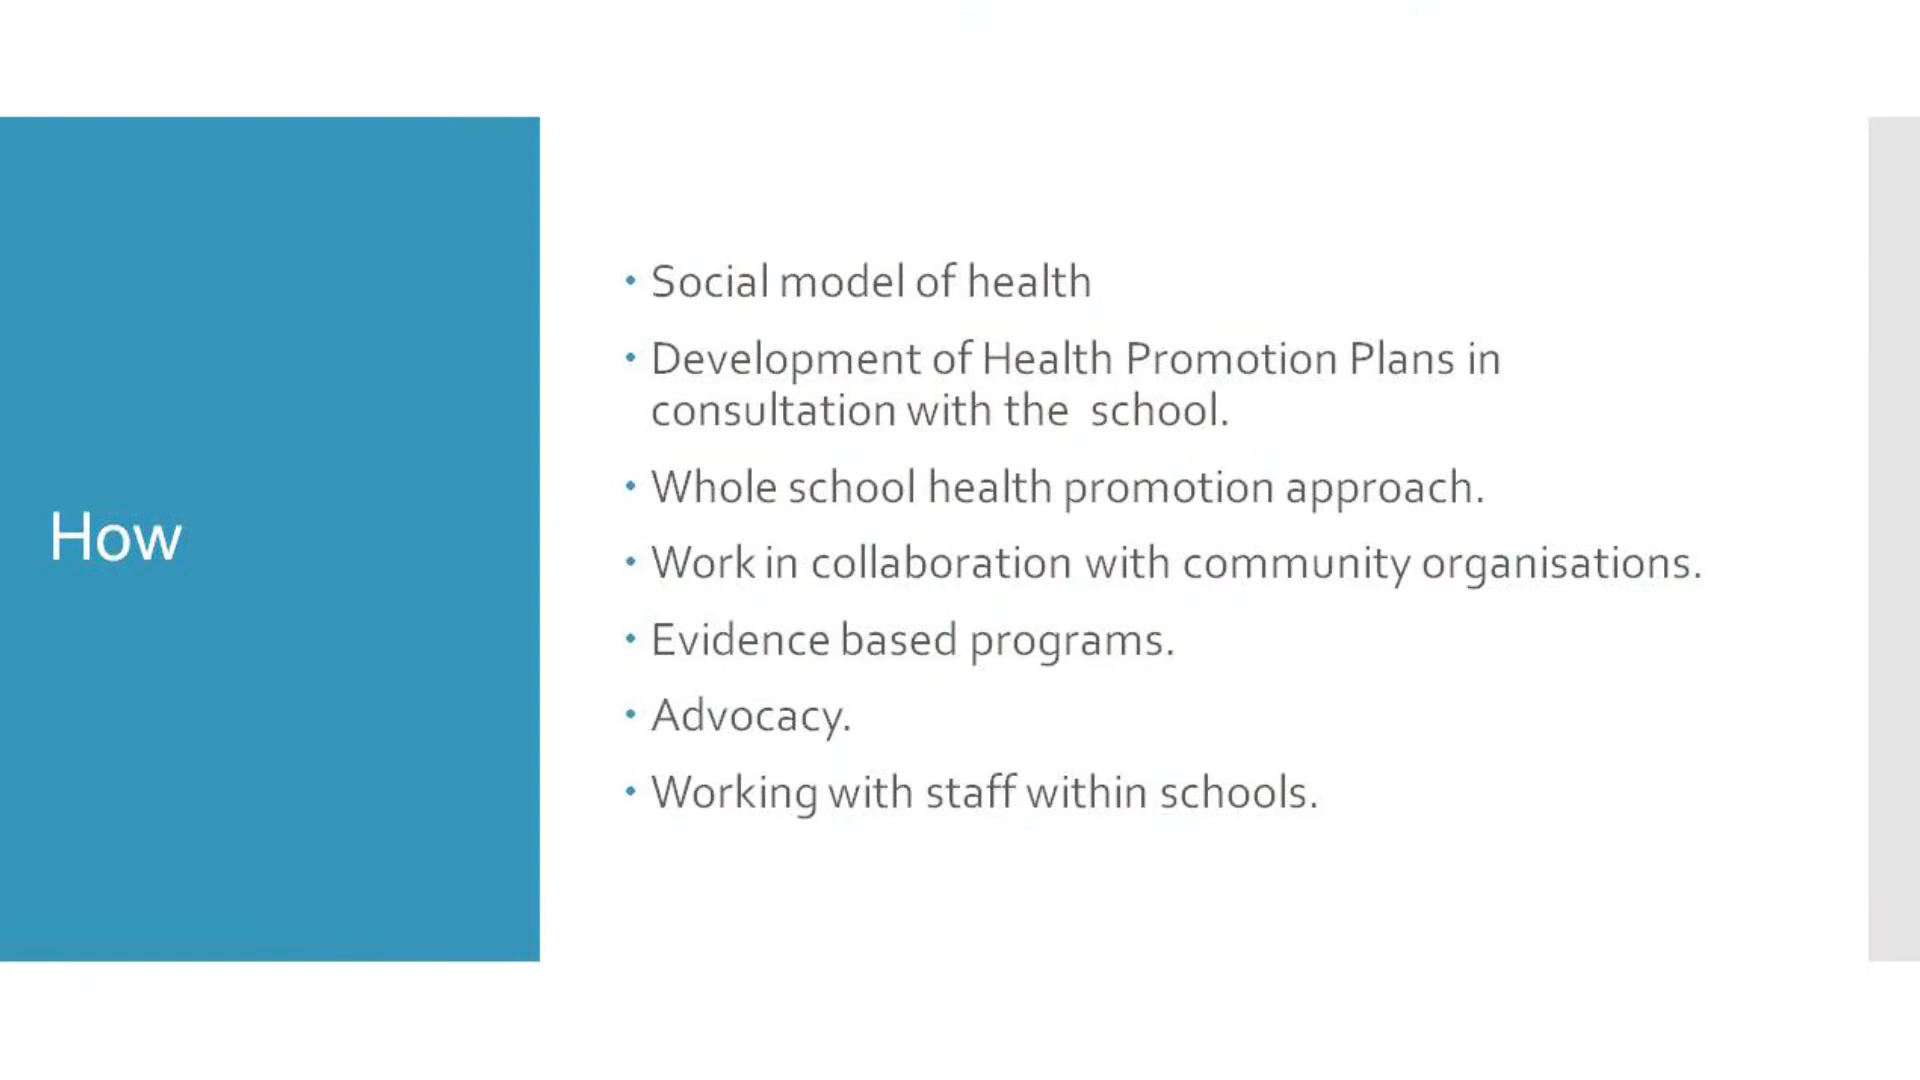 How
• Social model of health
• Development of Health Promotion Plans in
consultation with the  school.
• Whole school health promotion approach.
• Work in collaboration with community organisations.
• Evidence based programs.
• Advocacy.
• Working with staff within schools.